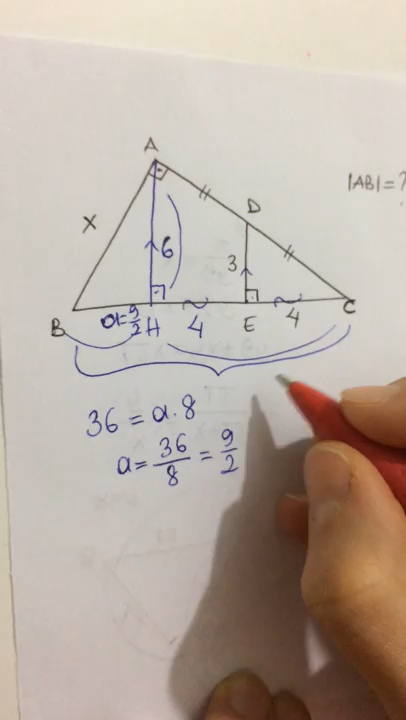 A
|AB|=?
D
x
6
3
a=9/2
B
H
4
E
4
C
36 = a.8
a = 36/8 = 9/2